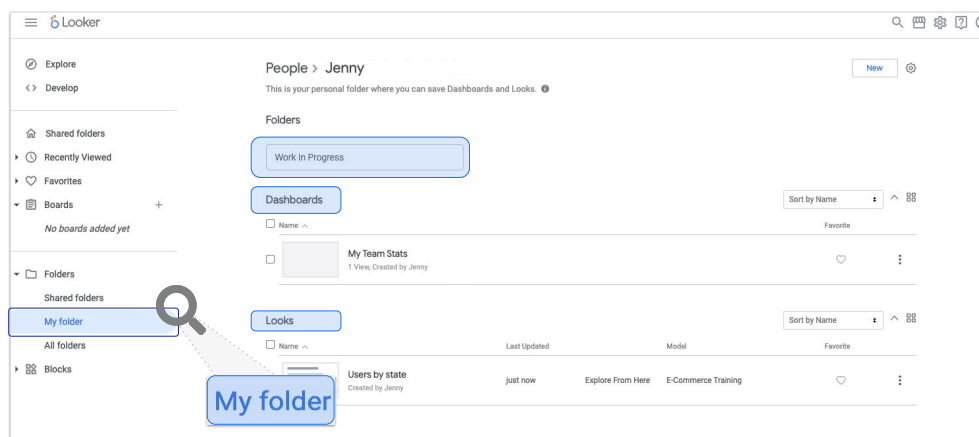 Looker
Explore
Develop
Shared folders
Recently Viewed
Favorites
Boards +
No boards added yet
Folders
Shared folders
My folder
All folders
Blocks
People > Jenny
New
This is your personal folder where you can save Dashboards and Looks.
Folders
Work In Progress
Dashboards
Sort by Name
Name
Favorite
My Team Stats
1 View, Created by Jenny
Looks
Sort by Name
Name Last Updated Model Favorite
Users by state
Created by Jenny
just now Explore From Here E-Commerce Training
My folder